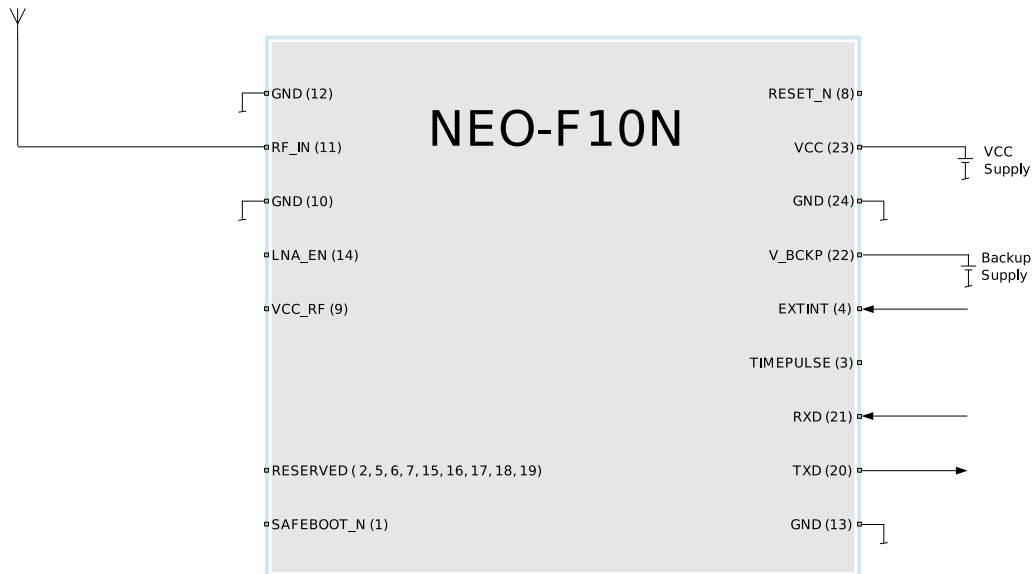 NEO-F10N
GND (12)
RF_IN (11)
GND (10)
LNA_EN (14)
VCC_RF (9)
RESERVED ( 2, 5, 6, 7, 15, 16, 17, 18, 19)
SAFEBOOT_N (1)
RESET_N (8)
VCC (23)
GND (24)
V_BCKP (22)
EXTINT (4)
TIMEPULSE (3)
RXD (21)
TXD (20)
GND (13)
VCC
Supply
Backup
Supply